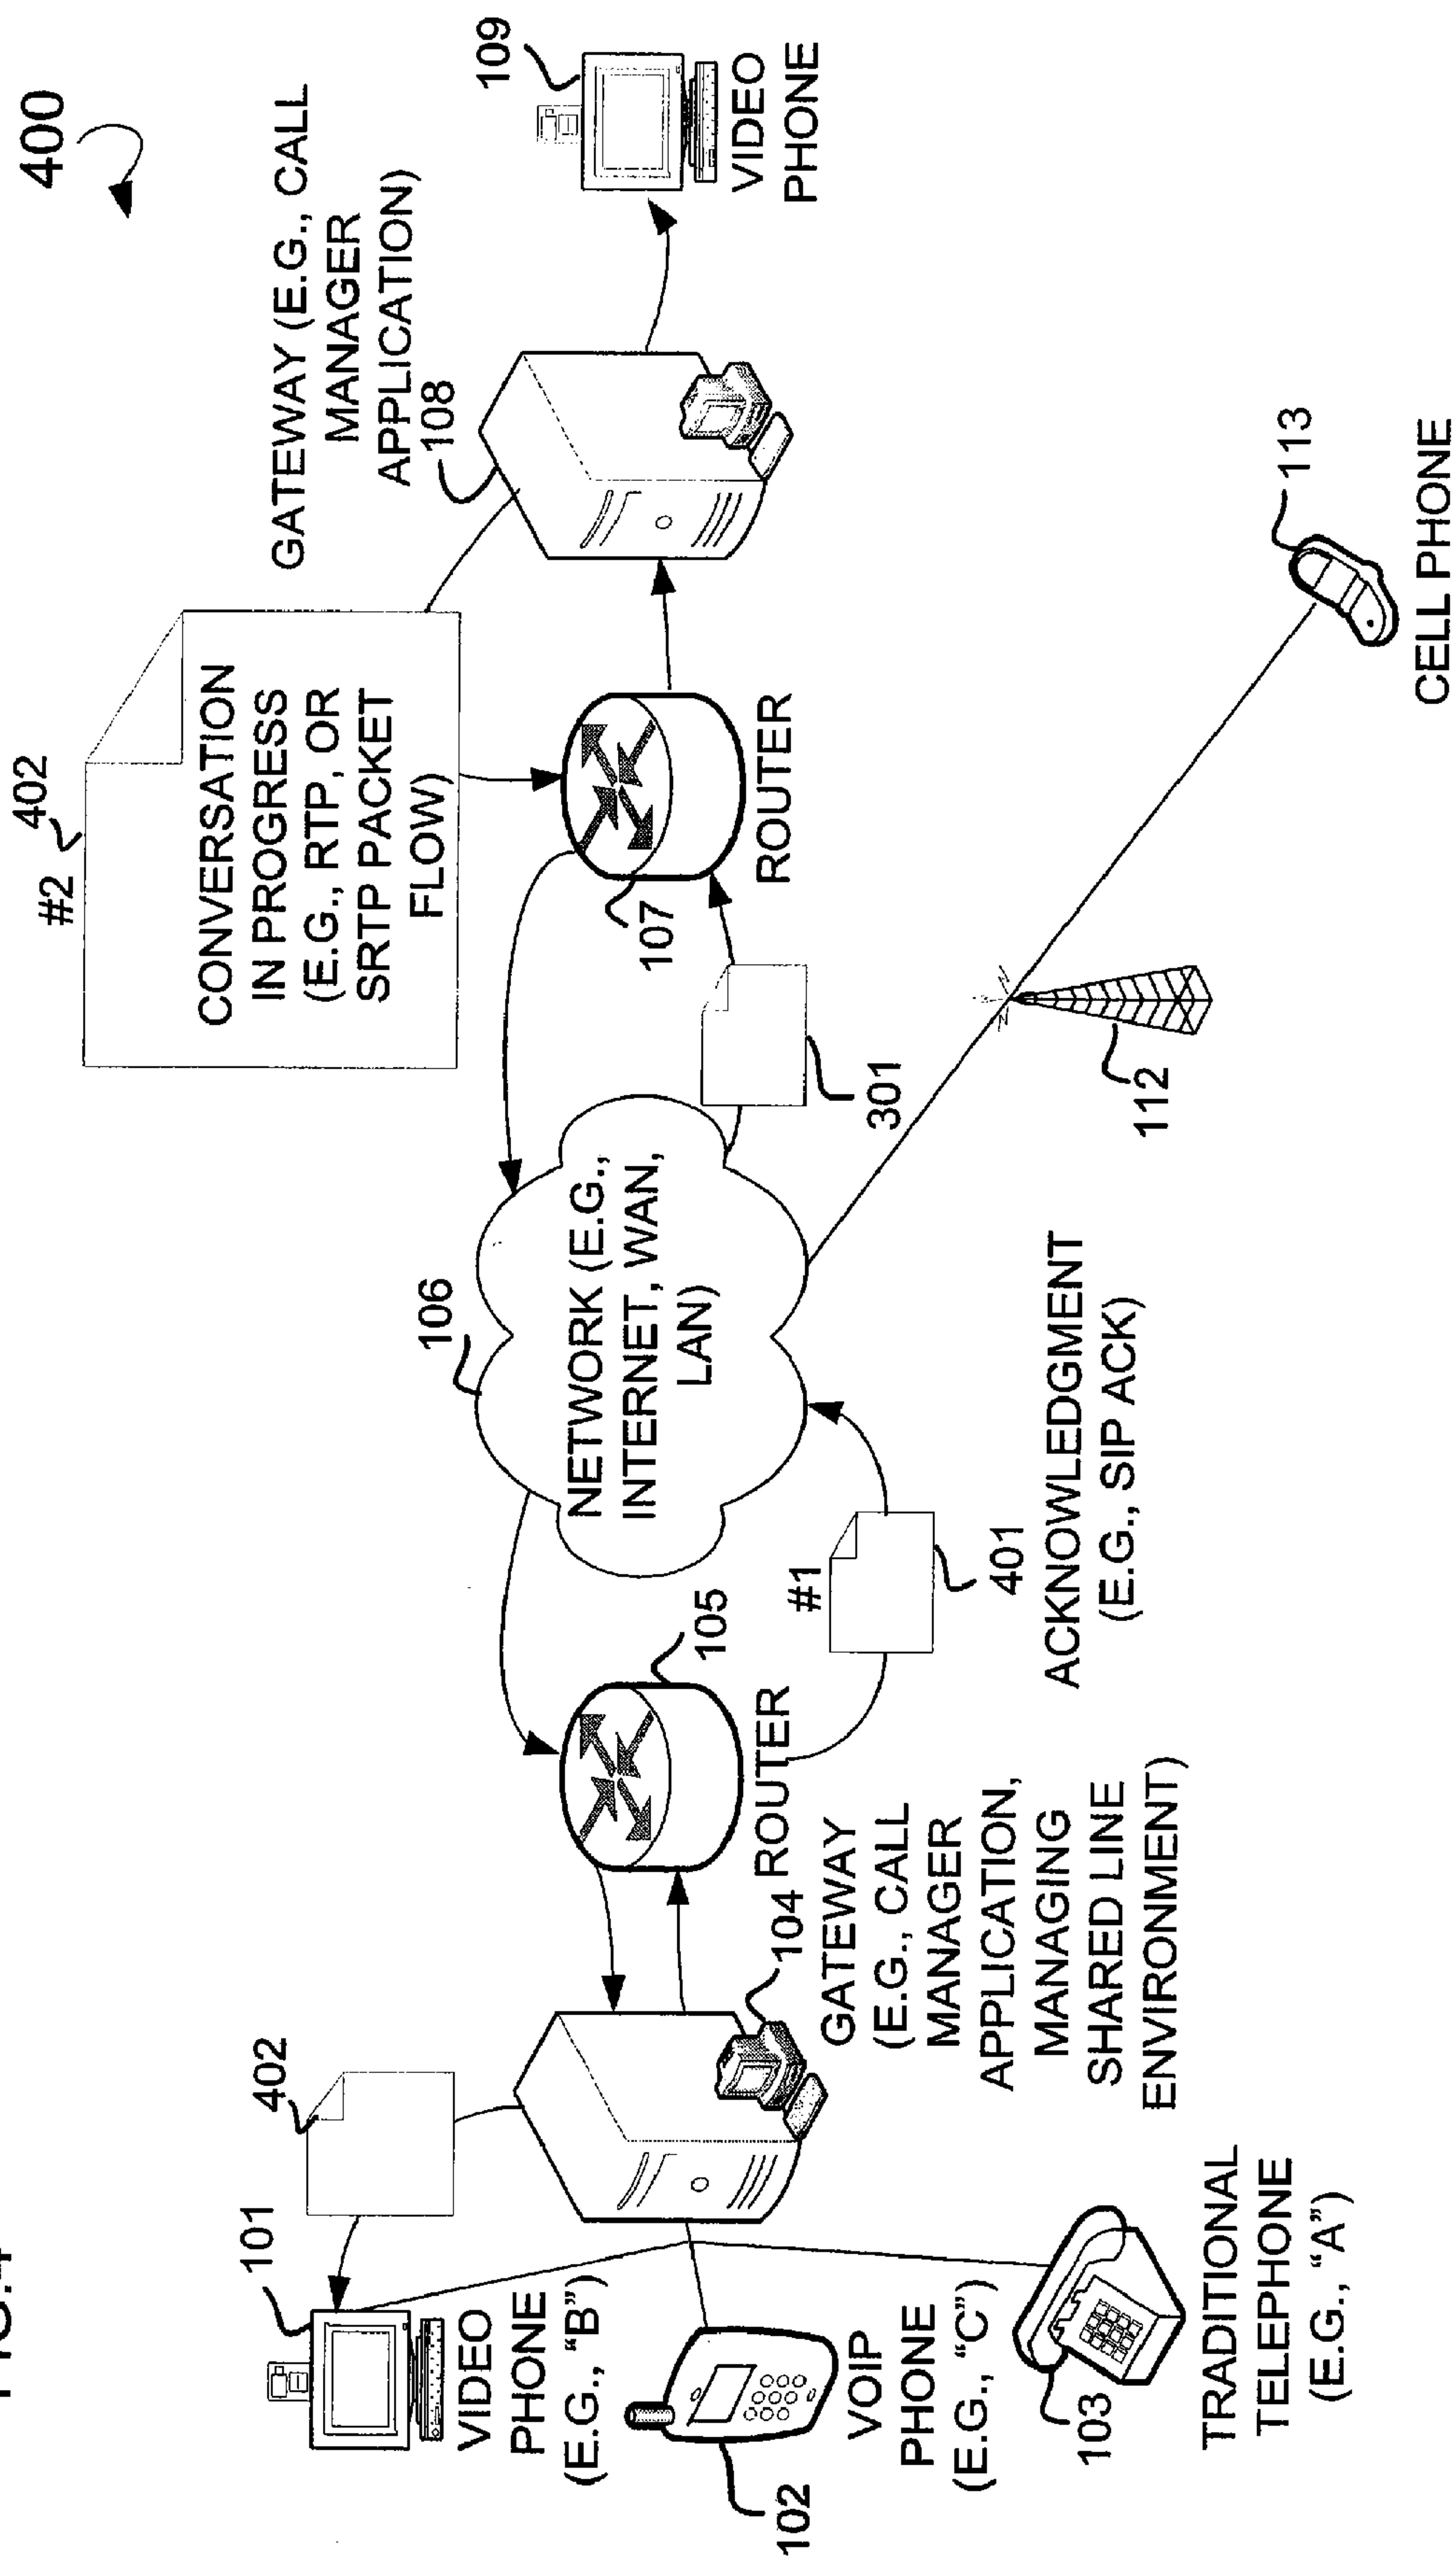 400
#2
402
CONVERSATION
IN PROGRESS
(E.G., RTP, OR
SRTP PACKET
FLOW)
GATEWAY (E.G., CALL
MANAGER
APPLICATION)
108
109
VIDEO
PHONE
107
ROUTER
301
106
NETWORK (E.G.,
INTERNET, WAN,
LAN)
105
ROUTER
#1
401
ACKNOWLEDGMENT
(E.G., SIP ACK)
112
113
CELL PHONE
402
101
VIDEO
PHONE
(E.G., “B”)
104
GATEWAY
(E.G., CALL
MANAGER
APPLICATION,
MANAGING
SHARED LINE
ENVIRONMENT)
102
VOIP
PHONE
(E.G., “C”)
103
TRADITIONAL
TELEPHONE
(E.G., “A”)